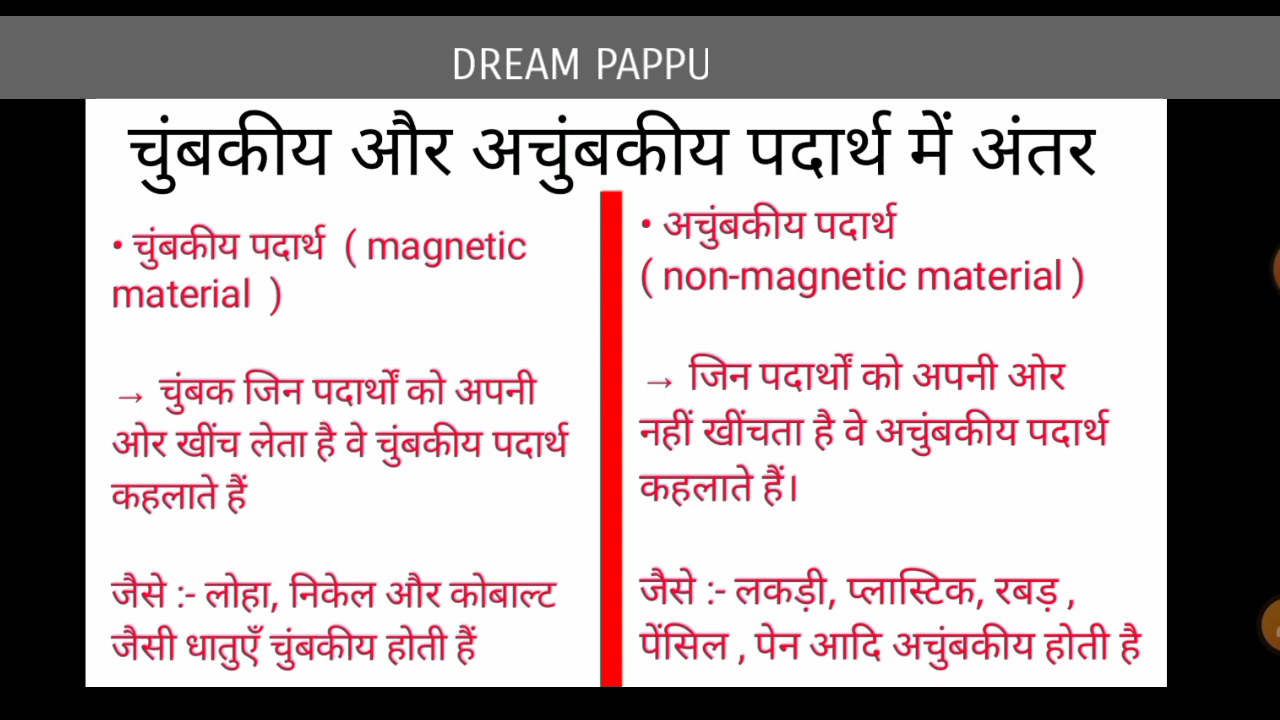 DREAM PAPPU
चुंबकीय और अचुंबकीय पदार्थ में अंतर
• चुंबकीय पदार्थ ( magnetic
material )
→ चुंबक जिन पदार्थों को अपनी
ओर खींच लेता है वे चुंबकीय पदार्थ
कहलाते हैं
जैसे :- लोहा, निकेल और कोबाल्ट
जैसी धातुएँ चुंबकीय होती हैं
• अचुंबकीय पदार्थ
( non-magnetic material )
→ जिन पदार्थों को अपनी ओर
नहीं खींचता है वे अचुंबकीय पदार्थ
कहलाते हैं।
जैसे :- लकड़ी, प्लास्टिक, रबड़ ,
पेंसिल , पेन आदि अचुंबकीय होती है